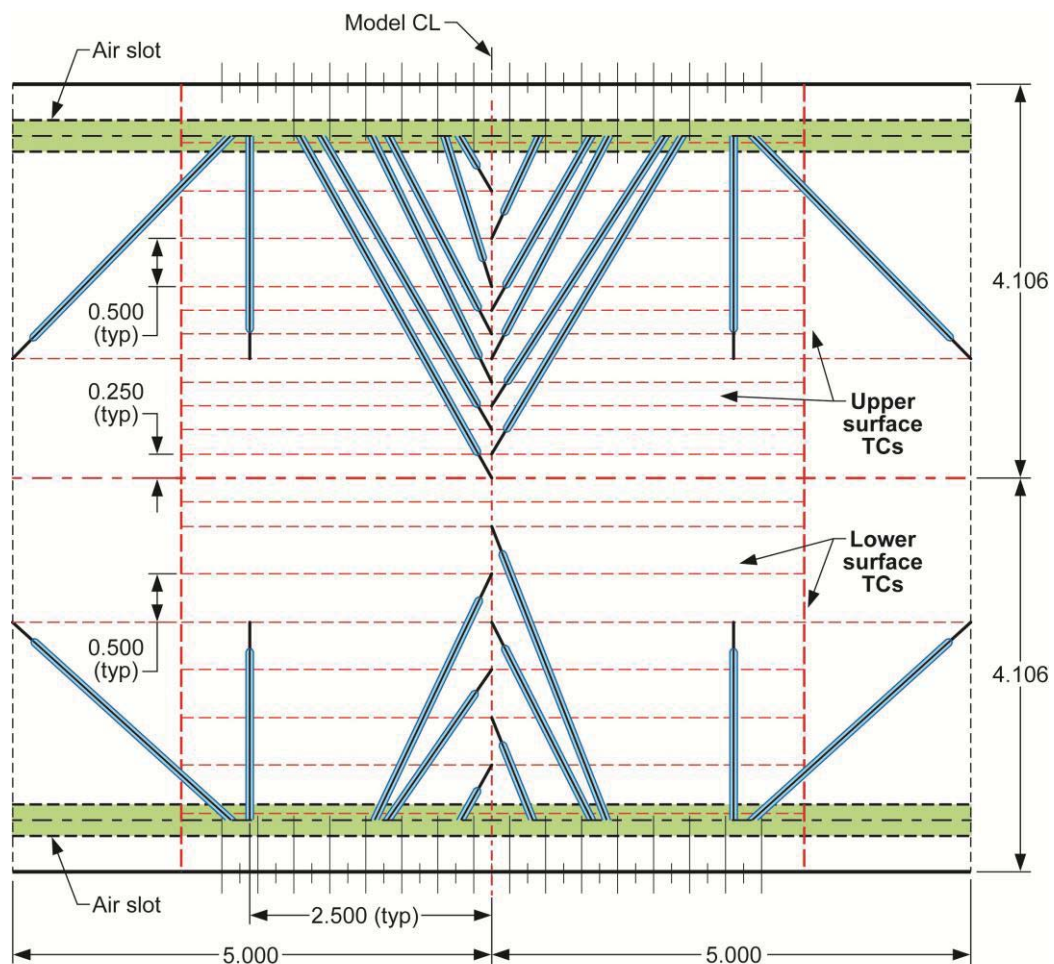 Model CL
Air slot
4.106
0.500
(typ)
0.250
(typ)
Upper
surface
TCs
Lower
surface
TCs
0.500
(typ)
4.106
Air slot
2.500 (typ)
5.000
5.000